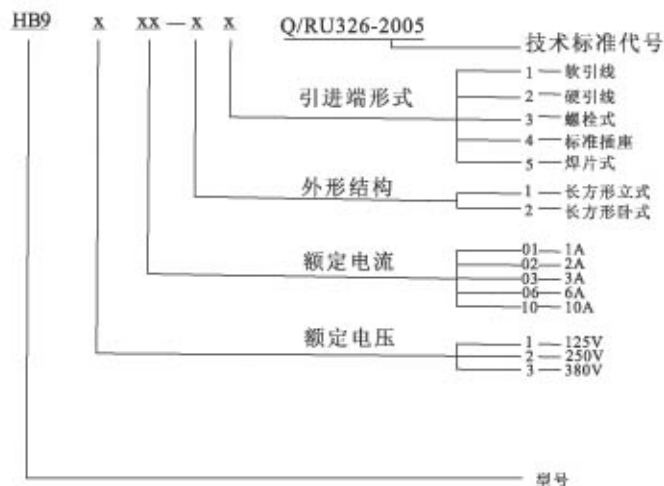 HB9 x xx—x x Q/RU326-2005
技术标准代号
引进端形式
1 — 软引线
2 — 硬引线
3 — 螺栓式
4 — 标准插座
5 — 焊片式
外形结构
1 — 长方形立式
2 — 长方形卧式
额定电流
01 — 1A
02 — 2A
03 — 3A
06 — 6A
10 — 10A
额定电压
1 — 125V
2 — 250V
3 — 380V
型号